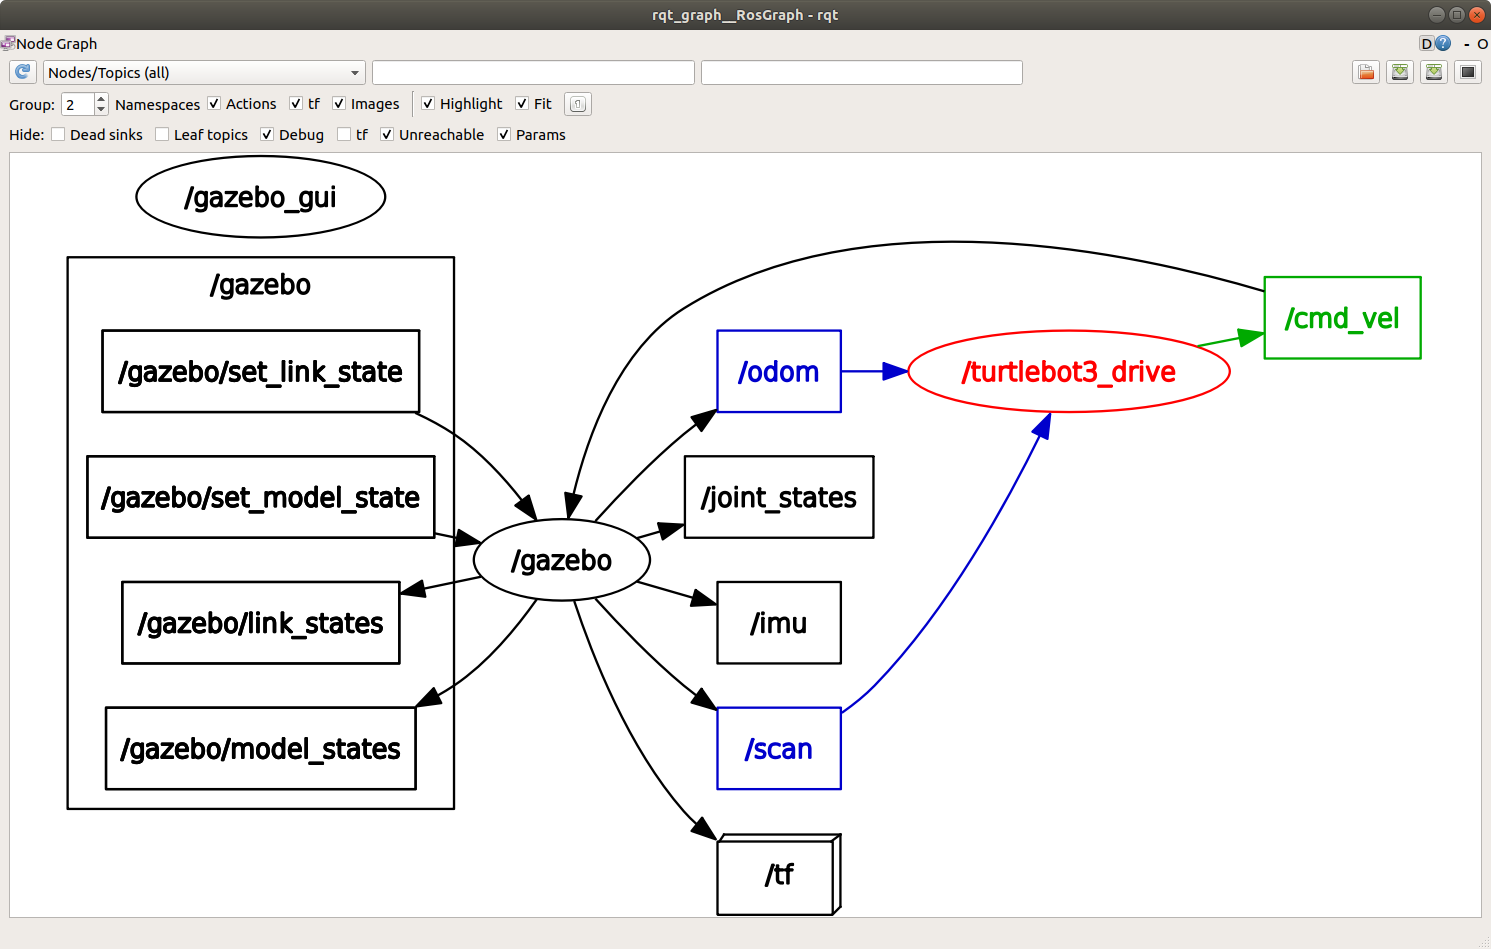 rqt_graph__RosGraph - rqt
Node Graph
D
?
- O
Nodes/Topics (all)
Group: 2 Namespaces Actions tf Images Highlight Fit
Hide: Dead sinks Leaf topics Debug tf Unreachable Params
/gazebo_gui
/gazebo
/gazebo/set_link_state
/gazebo/set_model_state
/gazebo/link_states
/gazebo/model_states
/gazebo
/odom
/joint_states
/imu
/scan
/tf
/turtlebot3_drive
/cmd_vel